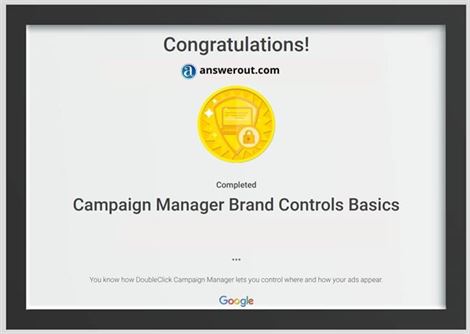 Congratulations!
answerout.com
Completed
Campaign Manager Brand Controls Basics
...
You know how DoubleClick Campaign Manager lets you control where and how your ads appear.
Google